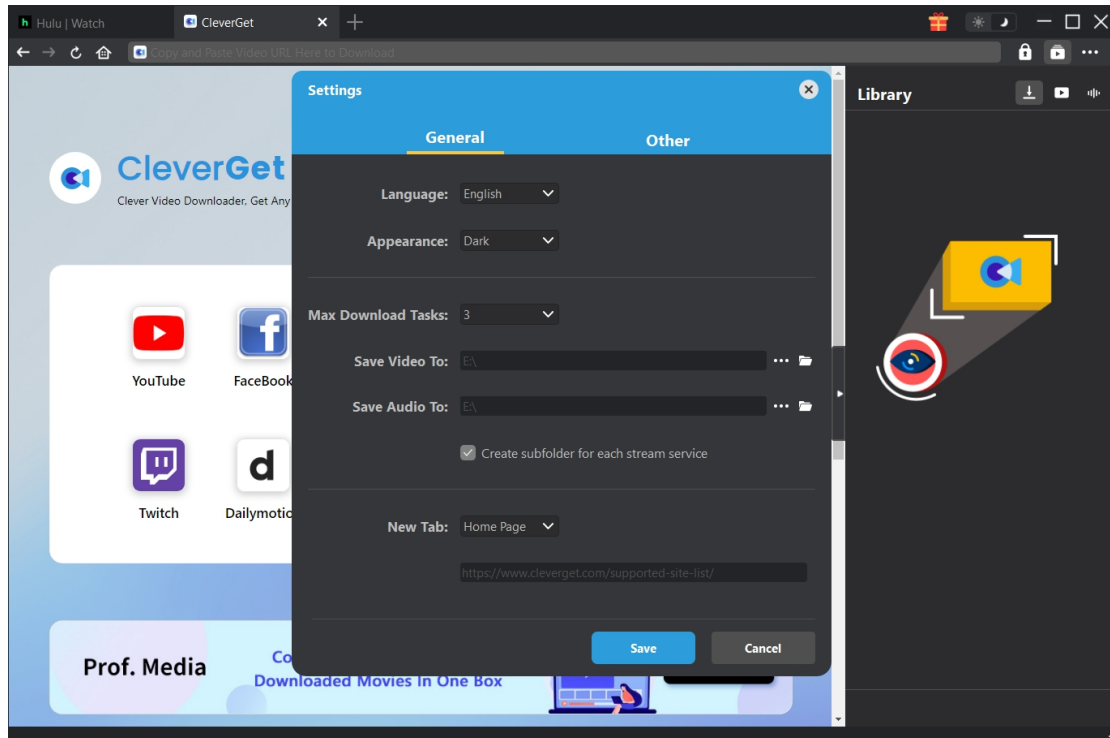 h Hulu | Watch
CleverGet
Copy and Paste Video URL Here to Download
Settings
General
Other
Library
CleverGet
Clever Video Downloader, Get Any
Language: English
Appearance: Dark
Max Download Tasks: 3
Save Video To: E:\
Save Audio To: E:\
Create subfolder for each stream service
New Tab: Home Page
https://www.cleverget.com/supported-site-list/
Save
Cancel
YouTube
FaceBook
Twitch
d
Dailymotio
Prof. Media
Co
Downloaded Movies In One Box